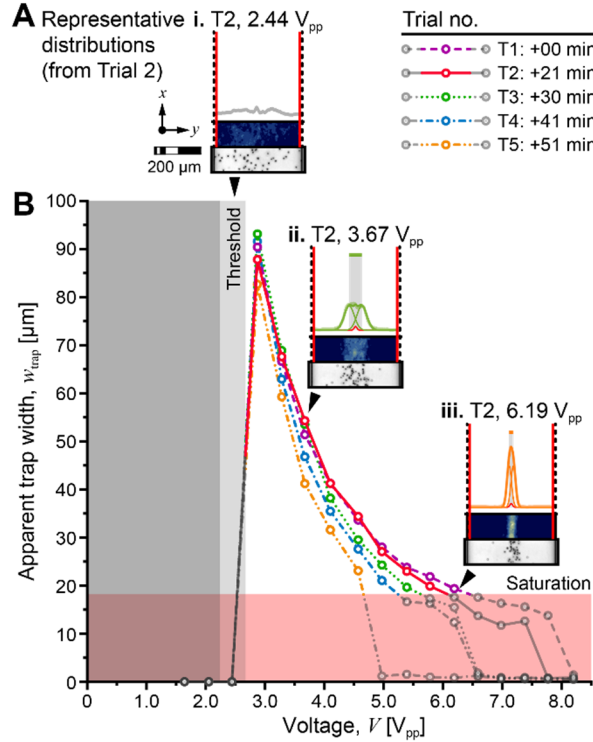 A Representative
distributions
(from Trial 2)
i. T2, 2.44 Vpp
Trial no.
T1: +00 min
T2: +21 min
T3: +30 min
T4: +41 min
T5: +51 min
x
y
200 µm
B
Threshold
ii. T2, 3.67 Vpp
iii. T2, 6.19 Vpp
Saturation
Apparent trap width, wtrap [µm]
100
90
80
70
60
50
40
30
20
10
0
0 1.0 2.0 3.0 4.0 5.0 6.0 7.0 8.0
Voltage, V [Vpp]